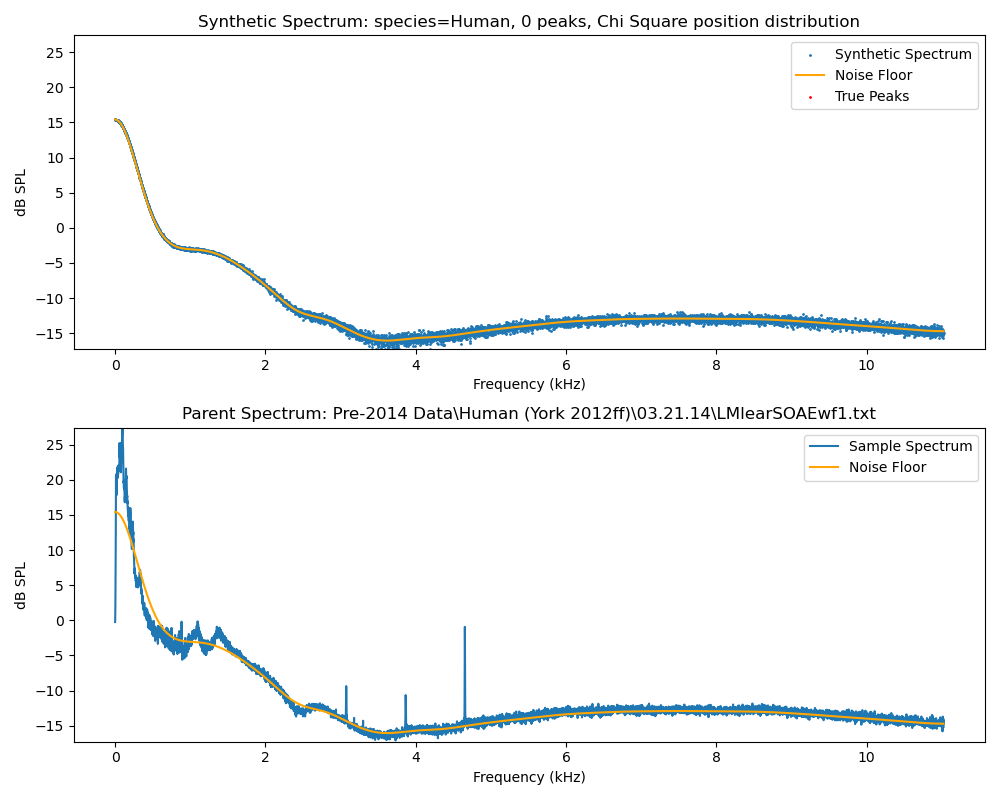 Synthetic Spectrum: species=Human, 0 peaks, Chi Square position distribution
25
20
15
10
5
0
−5
−10
−15
dB SPL
Synthetic Spectrum
Noise Floor
True Peaks
0 2 4 6 8 10
Frequency (kHz)
Parent Spectrum: Pre-2014 Data\Human (York 2012ff)\03.21.14\LMlearSOAEwf1.txt
25
20
15
10
5
0
−5
−10
−15
dB SPL
Sample Spectrum
Noise Floor
0 2 4 6 8 10
Frequency (kHz)